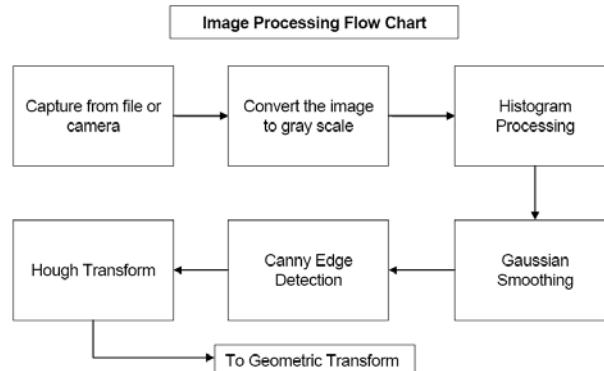 Image Processing Flow Chart
Capture from file or
camera
Convert the image
to gray scale
Histogram
Processing
Gaussian
Smoothing
Canny Edge
Detection
Hough Transform
To Geometric Transform